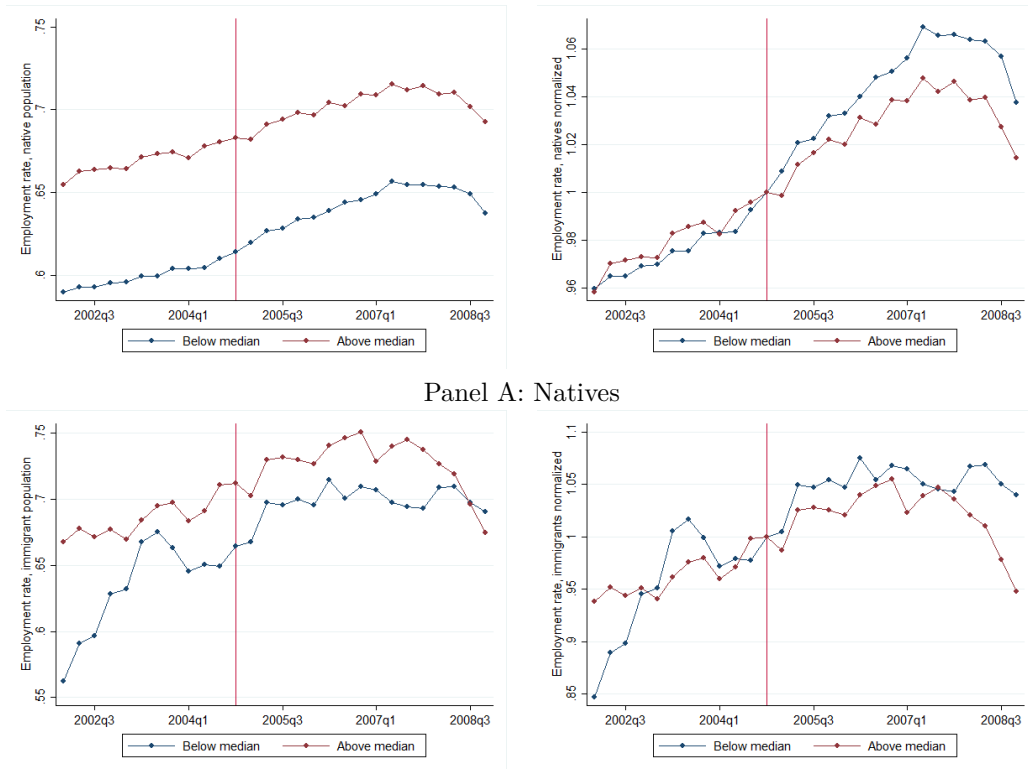 Employment rate, native population
.75
.7
.65
.6
2002q3 2004q1 2005q3 2007q1 2008q3
Below median Above median
Employment rate, natives normalized
1.06
1.04
1.02
1
.98
.96
2002q3 2004q1 2005q3 2007q1 2008q3
Below median Above median
Panel A: Natives
Employment rate, immigrant population
.75
.7
.65
.6
.55
2002q3 2004q1 2005q3 2007q1 2008q3
Below median Above median
Employment rate, immigrants normalized
1.1
1.05
1
.95
.9
.85
2002q3 2004q1 2005q3 2007q1 2008q3
Below median Above median